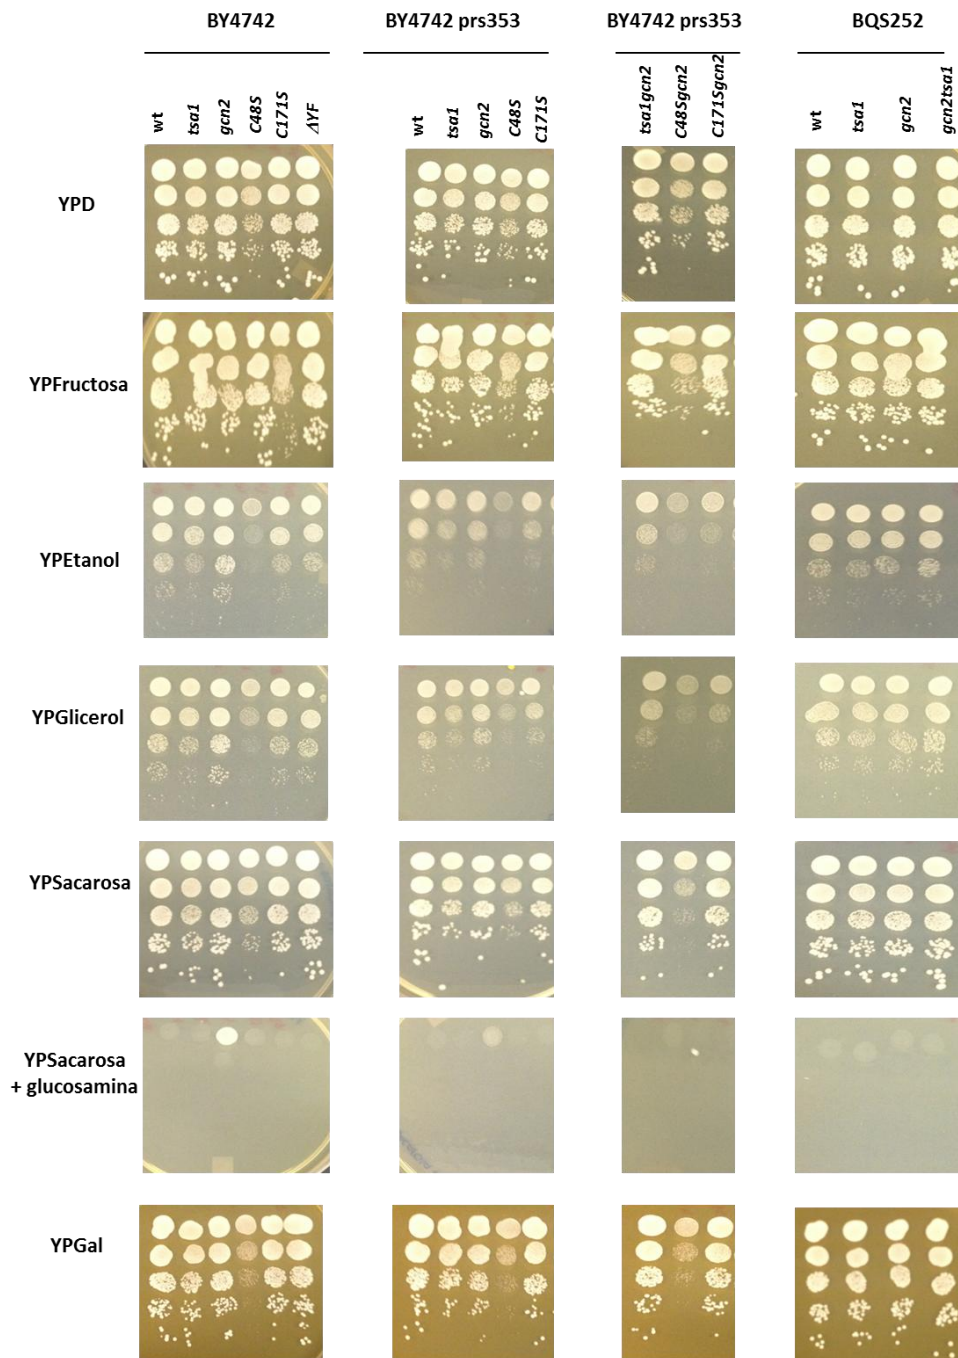 BY4742 BY4742 prs353 BY4742 prs353 BQS252
wt tsa1 gcn2 C48S C171S ΔYF wt tsa1 gcn2 C48S C171S tsa1gcn2 C48Sgcn2 C171Sgcn2 wt tsa1 gcn2 gcn2tsa1
YPD
YPFructosa
YPEtanol
YPGlicerol
YPSacarosa
YPSacarosa
+ glucosamina
YPGal